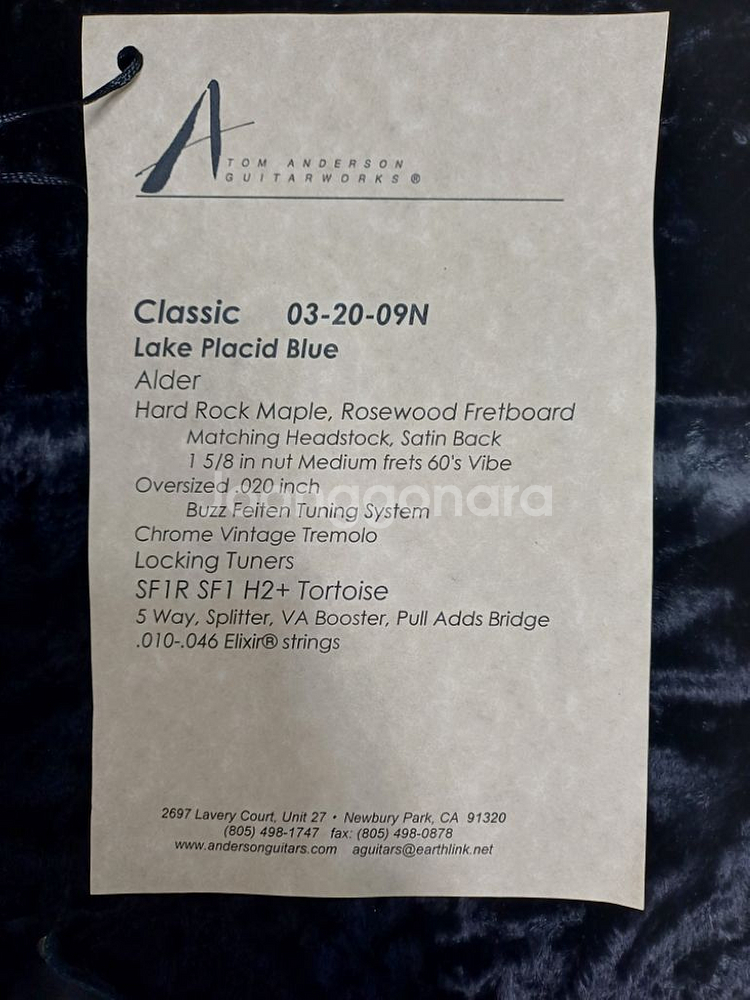 TOM ANDERSON
GUITARWORKS®
Classic 03-20-09N
Lake Placid Blue
Alder
Hard Rock Maple, Rosewood Fretboard
Matching Headstock, Satin Back
1 5/8 in nut Medium frets 60's Vibe
Oversized .020 inch
Buzz Feiten Tuning System
Chrome Vintage Tremolo
Locking Tuners
SF1R SF1 H2+ Tortoise
5 Way, Splitter, VA Booster, Pull Adds Bridge
.010-.046 Elixir® strings
2697 Lavery Court, Unit 27 • Newbury Park, CA 91320
(805) 498-1747 fax: (805) 498-0878
www.andersonguitars.com aguitars@earthlink.net